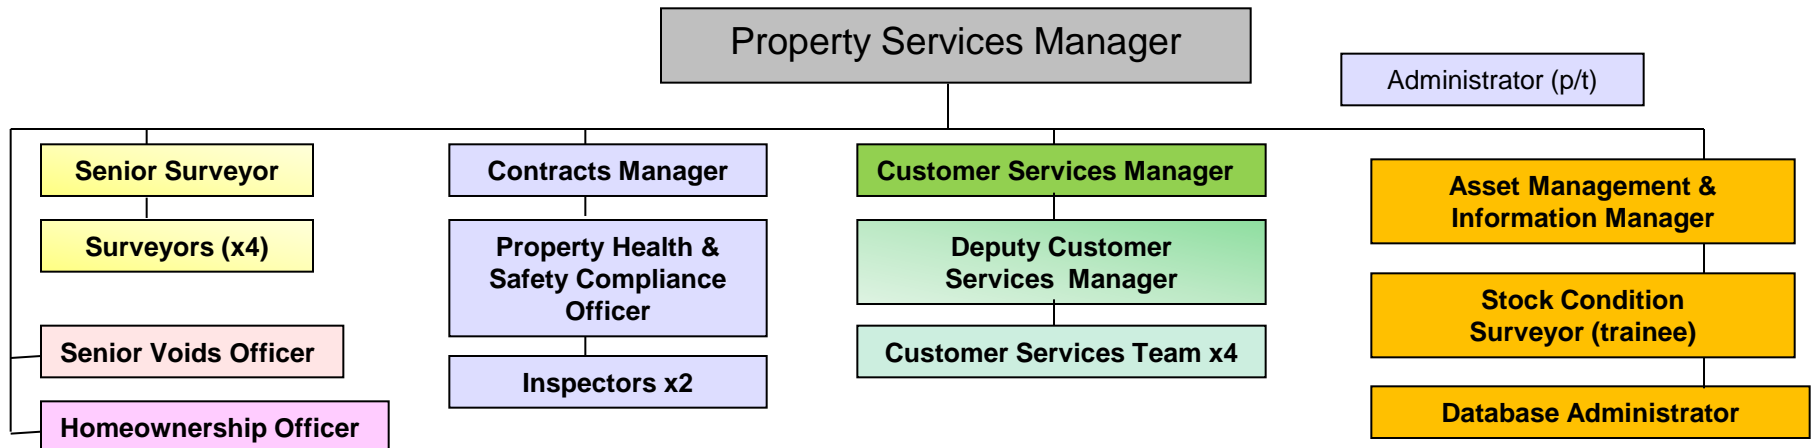 Property Services Manager
Administrator (p/t)
Senior Surveyor
Surveyors (x4)
Senior Voids Officer
Homeownership Officer
Contracts Manager
Property Health &
Safety Compliance
Officer
Inspectors x2
Customer Services Manager
Deputy Customer
Services  Manager
Customer Services Team x4
Asset Management &
Information Manager
Stock Condition
Surveyor (trainee)
Database Administrator